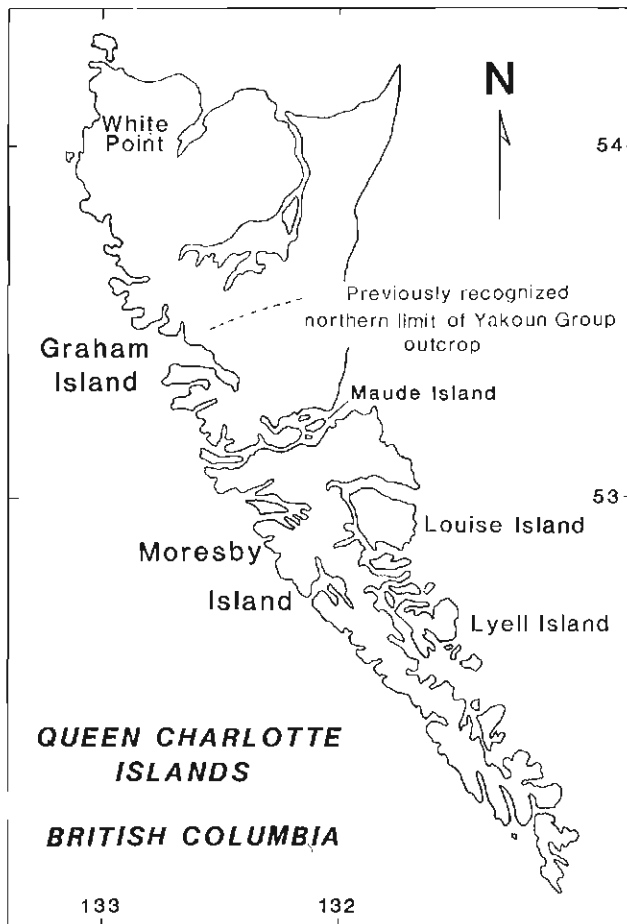 White
Point
N
54
Previously recognized
northern limit of Yakoun Group
outcrop
Graham
Island
Maude Island
53
Louise Island
Moresby
Island
Lyell Island
QUEEN CHARLOTTE
ISLANDS
BRITISH COLUMBIA
133
132